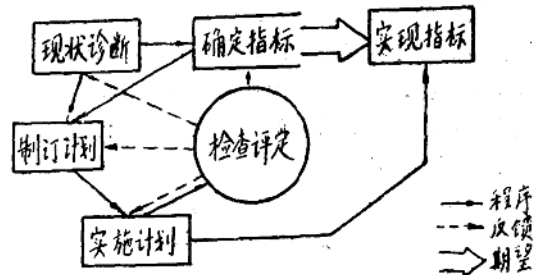 现状诊断
确定指标
实现指标
制订计划
检查评定
实施计划
程序
反馈
期望